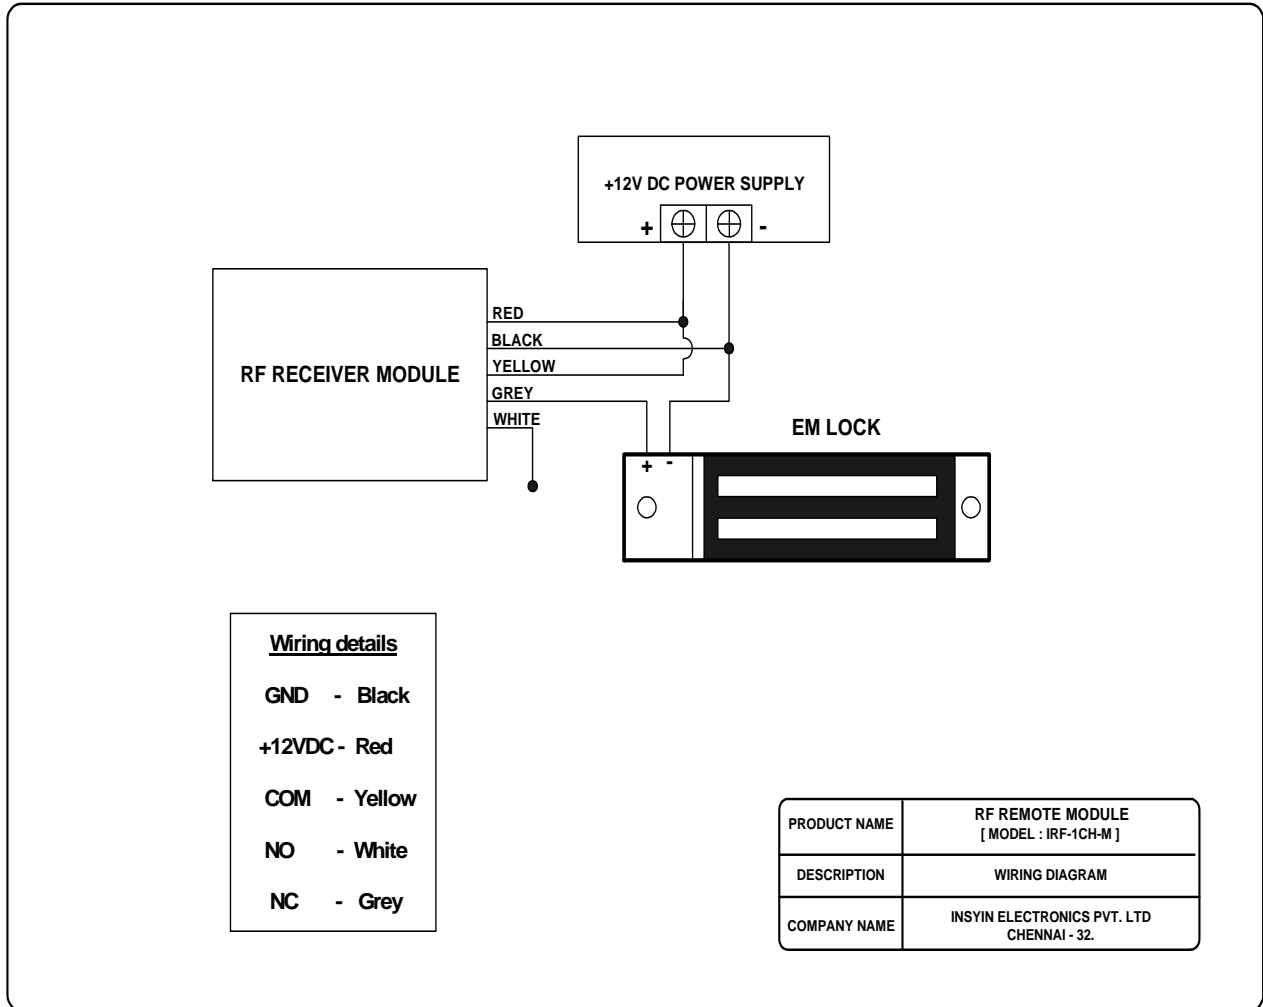 +12V DC POWER SUPPLY
+ -
RED
BLACK
RF RECEIVER MODULE
YELLOW
GREY
WHITE
EM LOCK
+ -
Wiring details
GND - Black
+12VDC - Red
COM - Yellow
NO - White
NC - Grey
PRODUCT NAME
RF REMOTE MODULE
[ MODEL : IRF-1CH-M ]
DESCRIPTION
WIRING DIAGRAM
COMPANY NAME
INSYIN ELECTRONICS PVT. LTD
CHENNAI - 32.